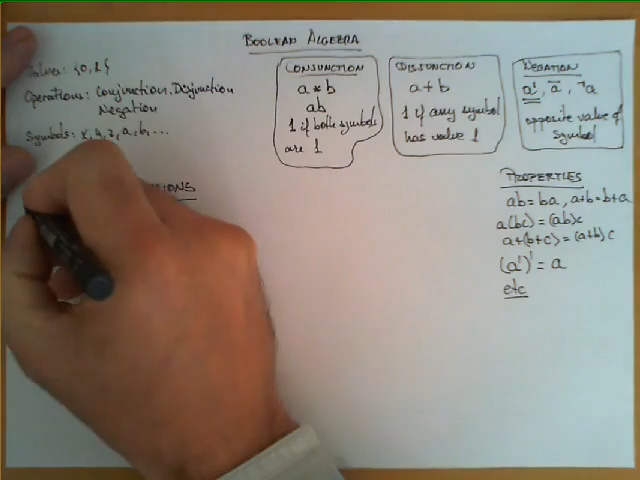 BOOLEAN ALGEBRA
Values: {0,1}
Operations: Conjunction, Disjunction
Negation
Symbols: x, y, z, a, b, ...
CONJUNCTION
a * b
ab
1 if both symbols
are 1
DISJUNCTION
a + b
1 if any symbol
has value 1
NEGATION
a', a̅, ¬a
opposite value of
symbol
PROPERTIES
ab = ba, a+b = b+a
a(bc) = (ab)c
a+(b+c) = (a+b) c
(a')' = a
etc